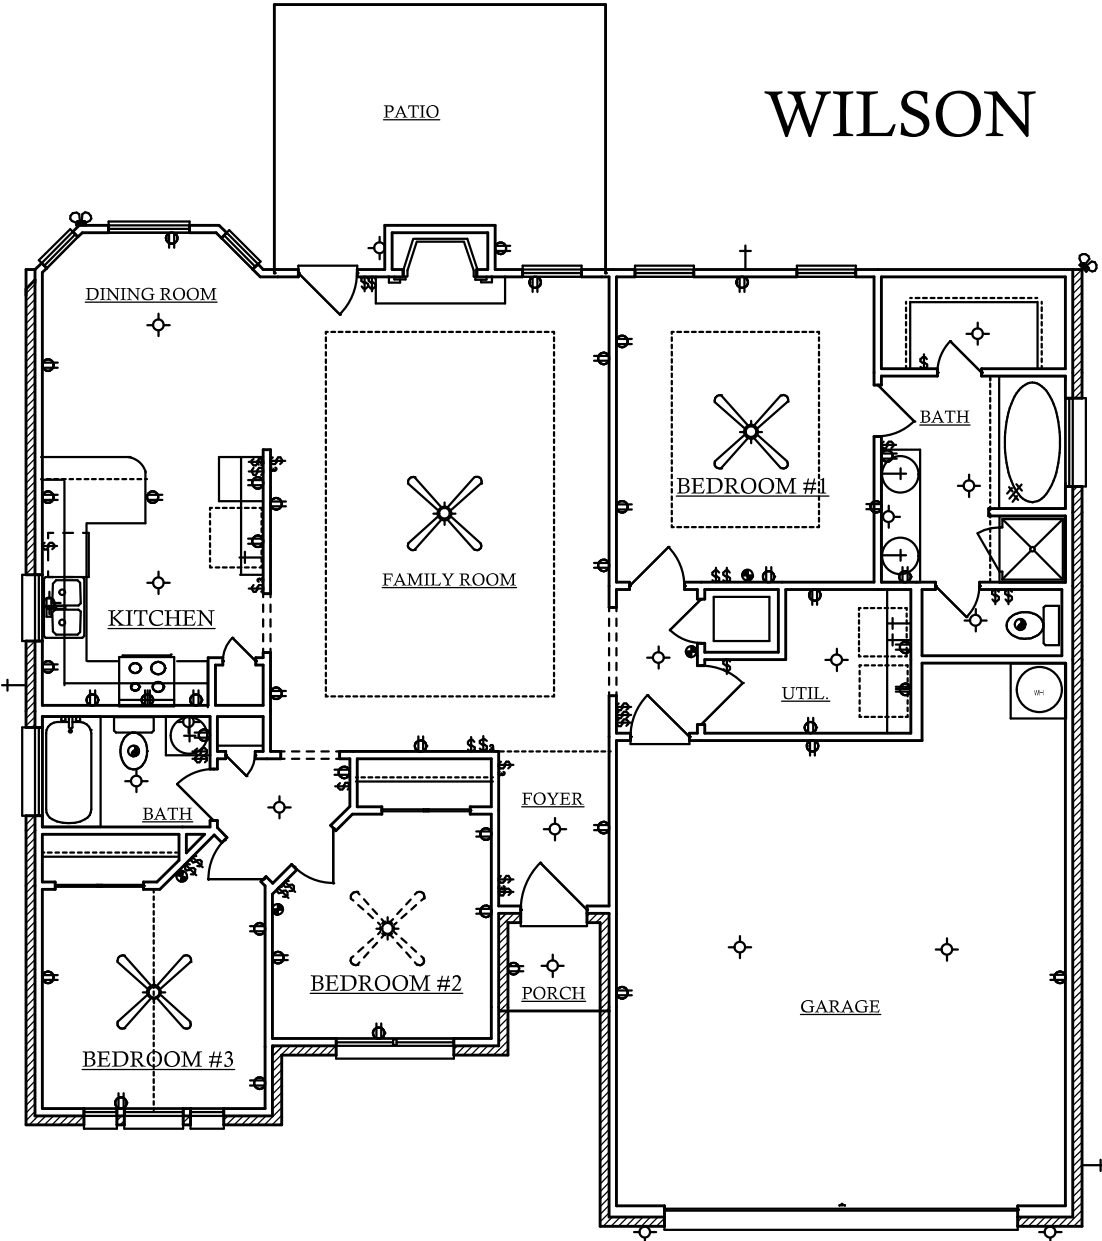 WILSON
PATIO
DINING ROOM
BATH
BEDROOM #1
FAMILY ROOM
KITCHEN
UTIL.
WH
FOYER
BATH
BEDROOM #2
PORCH
GARAGE
BEDROOM #3